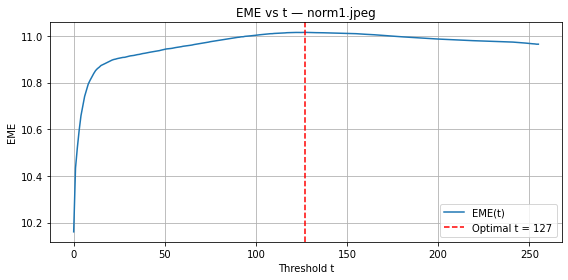 EME vs t — norm1.jpeg
EME
11.0
10.8
10.6
10.4
10.2
0 50 100 150 200 250
Threshold t
EME(t)
Optimal t = 127